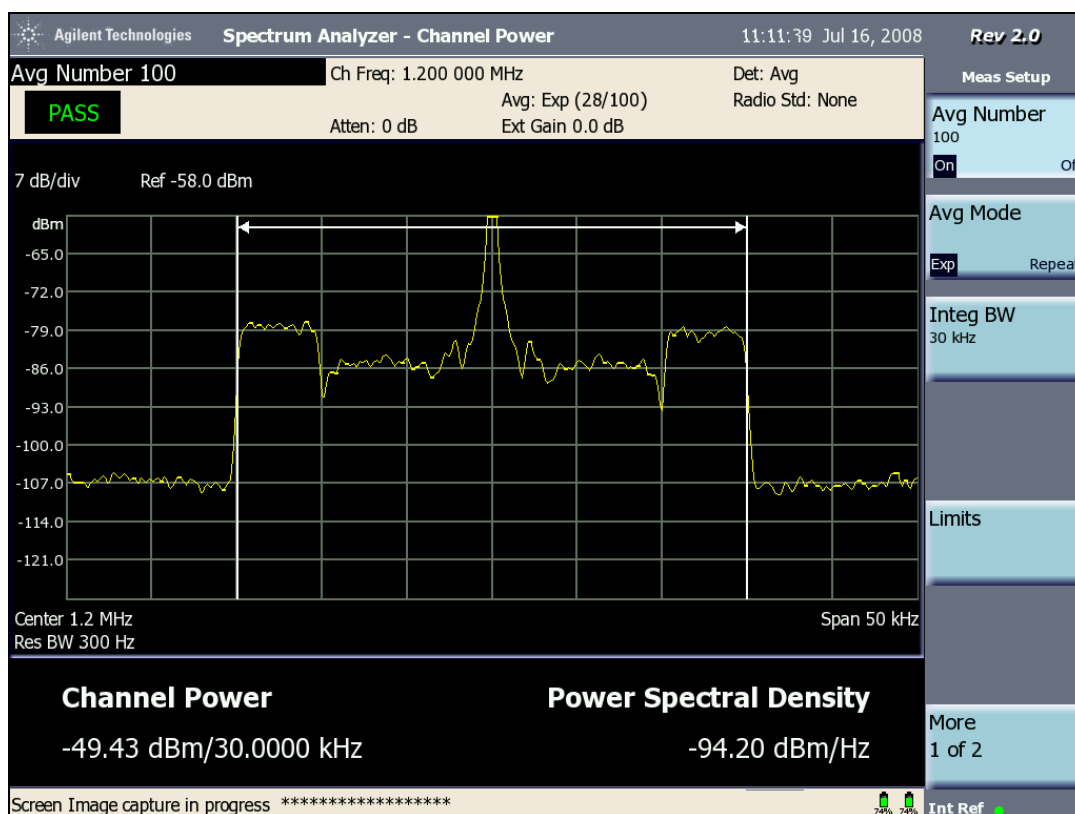 Agilent Technologies Spectrum Analyzer - Channel Power 11:11:39 Jul 16, 2008 Rev 2.0
Avg Number 100 Ch Freq: 1.200 000 MHz Det: Avg Meas Setup
PASS Avg: Exp (28/100) Radio Std: None
Atten: 0 dB Ext Gain 0.0 dB
Avg Number
100
On Of
7 dB/div Ref -58.0 dBm
Avg Mode
Exp Repeat
dBm
-65.0
-72.0
-79.0
-86.0
-93.0
-100.0
-107.0
-114.0
-121.0
Integ BW
30 kHz
Limits
Center 1.2 MHz Span 50 kHz
Res BW 300 Hz
Channel Power Power Spectral Density
-49.43 dBm/30.0000 kHz -94.20 dBm/Hz
More
1 of 2
Screen Image capture in progress ****************** 74% 74% Int Ref